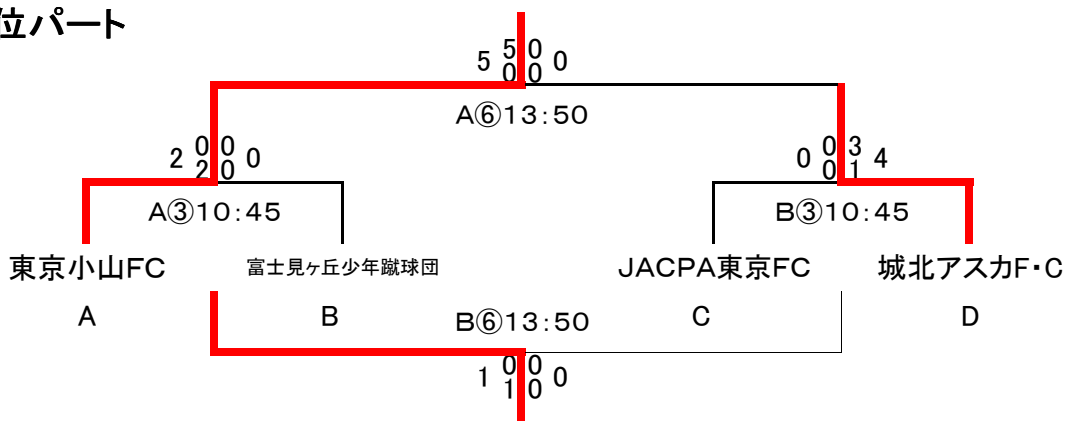 位パート
5 5 0 0
0 0
A⑥13:50
2 0 0 0
2 0
0 0 3 4
0 1
A③10:45
B③10:45
東京小山FC
富士見ヶ丘少年蹴球団
JACPA東京FC
城北アスカF・C
A
B
C
D
B⑥13:50
1 0 0 0
1 0